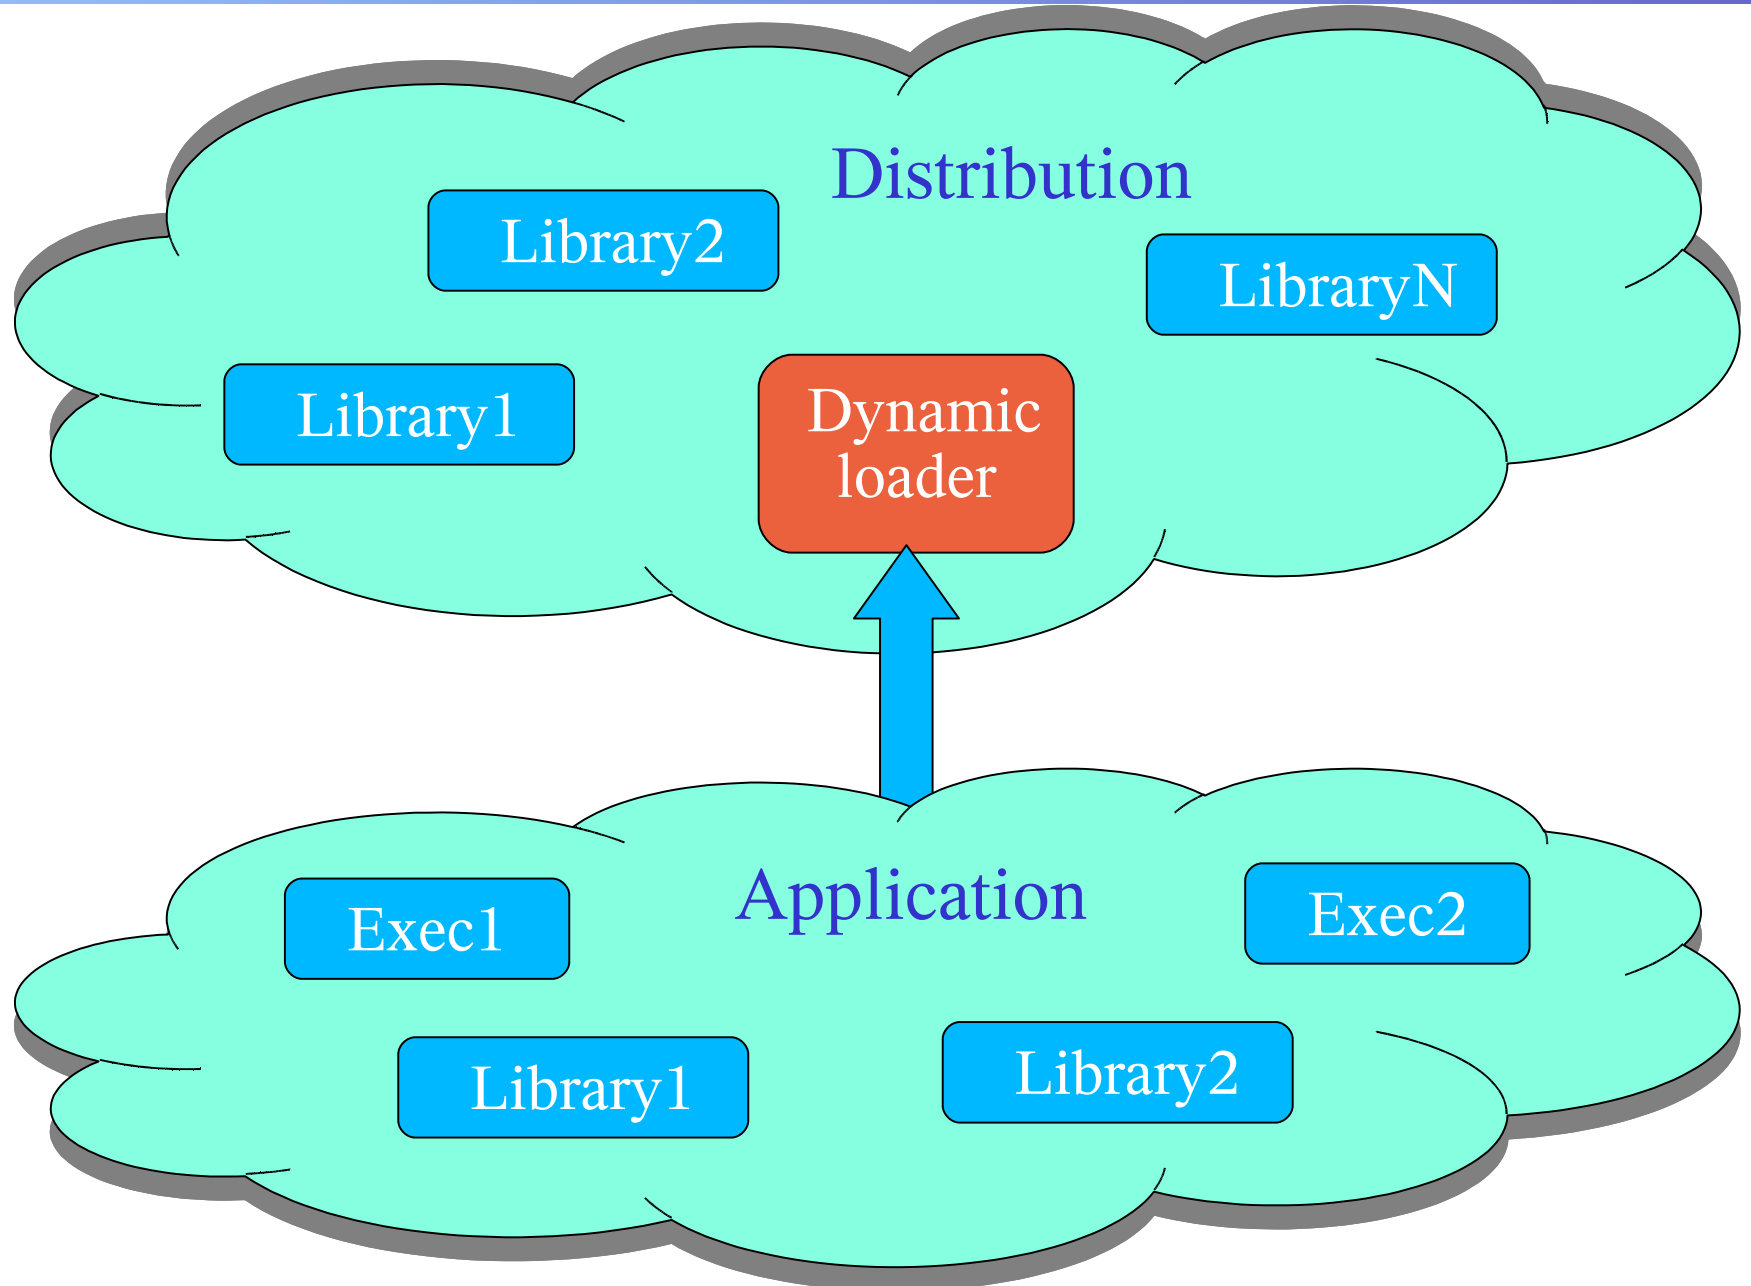 Distribution
Library2
LibraryN
Library1
Dynamic
loader
Application
Exec1
Exec2
Library1
Library2